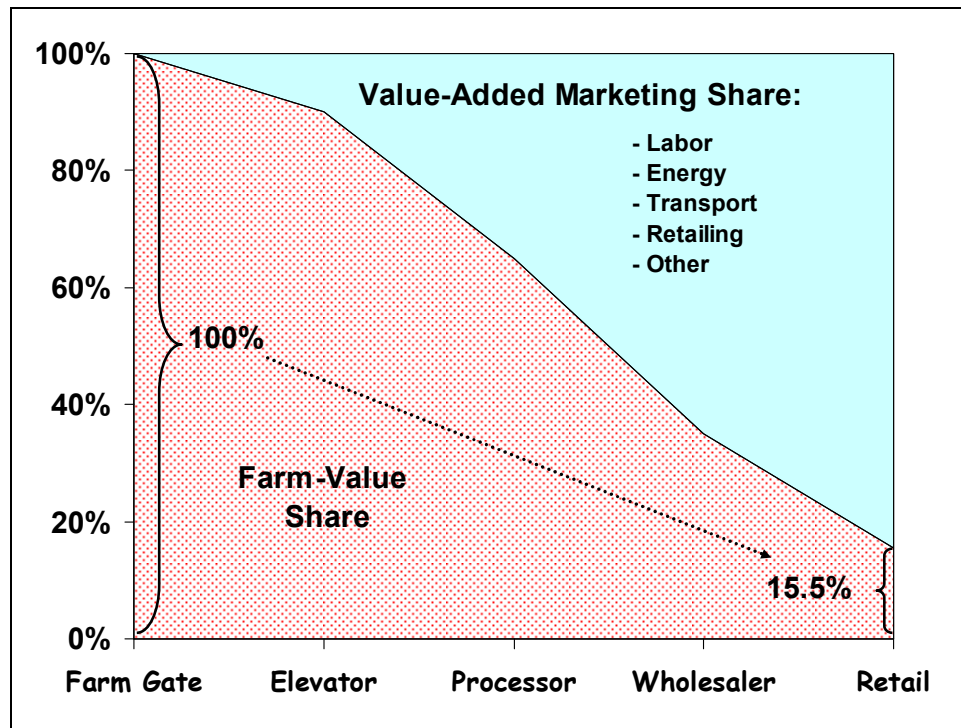 100%
80%
60%
40%
20%
0%
Value-Added Marketing Share:
- Labor
- Energy
- Transport
- Retailing
- Other
100%
Farm-Value
Share
15.5%
Farm Gate Elevator Processor Wholesaler Retail